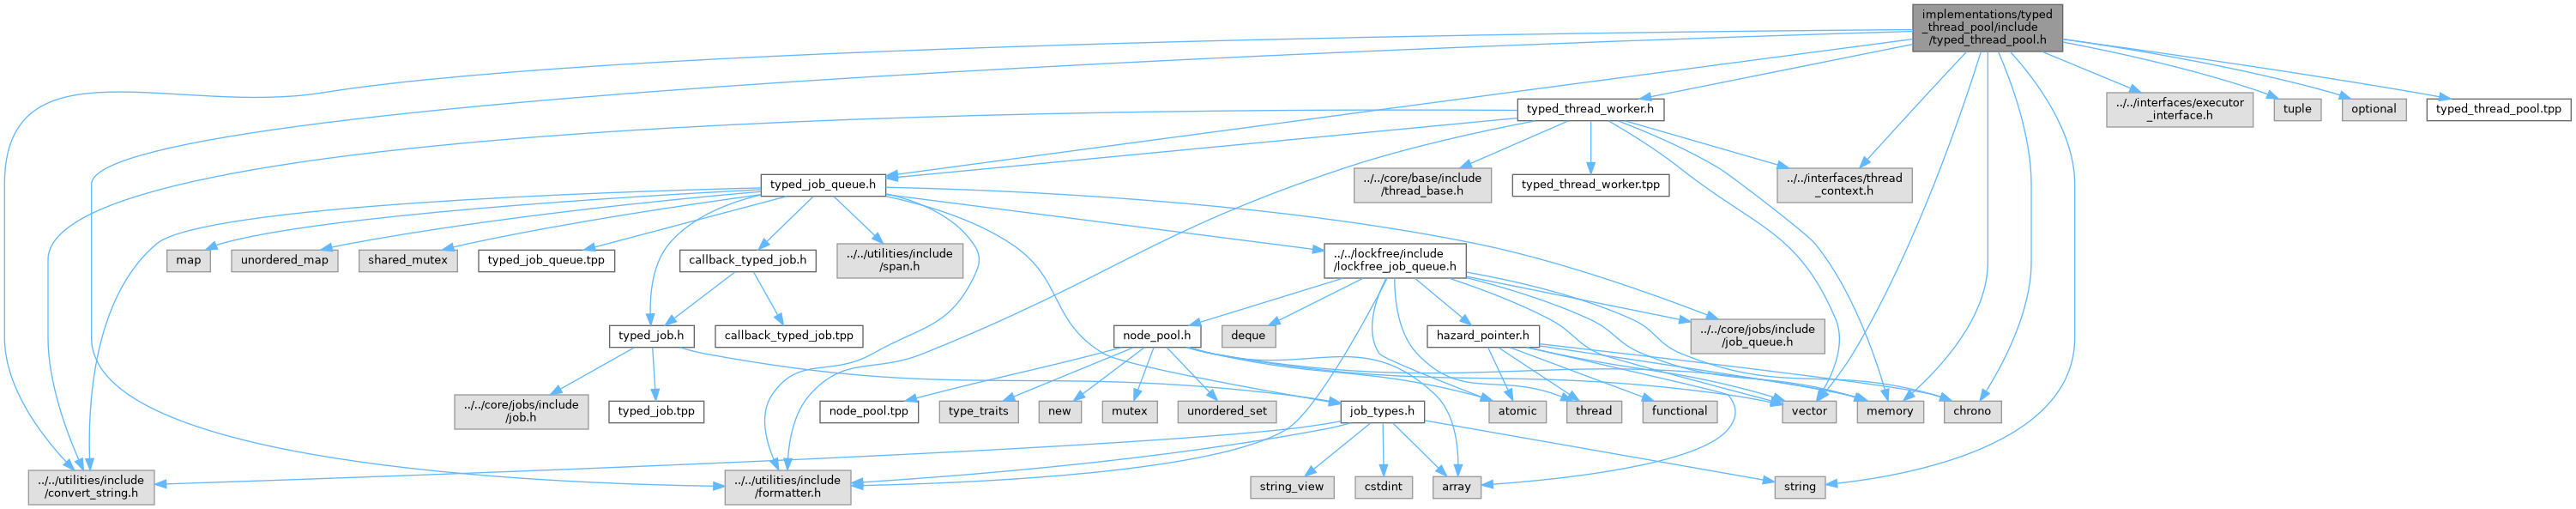 implementations/typed
_thread_pool/include
/typed_thread_pool.h
typed_thread_worker.h
../../interfaces/executor
_interface.h
tuple
optional
typed_thread_pool.tpp
typed_job_queue.h
../../core/base/include
/thread_base.h
typed_thread_worker.tpp
../../interfaces/thread
_context.h
map
unordered_map
shared_mutex
typed_job_queue.tpp
callback_typed_job.h
../../utilities/include
/span.h
../../lockfree/include
/lockfree_job_queue.h
typed_job.h
callback_typed_job.tpp
node_pool.h
deque
hazard_pointer.h
../../core/jobs/include
/job_queue.h
../../core/jobs/include
/job.h
typed_job.tpp
node_pool.tpp
type_traits
new
mutex
unordered_set
job_types.h
atomic
thread
functional
vector
memory
chrono
../../utilities/include
/convert_string.h
../../utilities/include
/formatter.h
string_view
cstdint
array
string